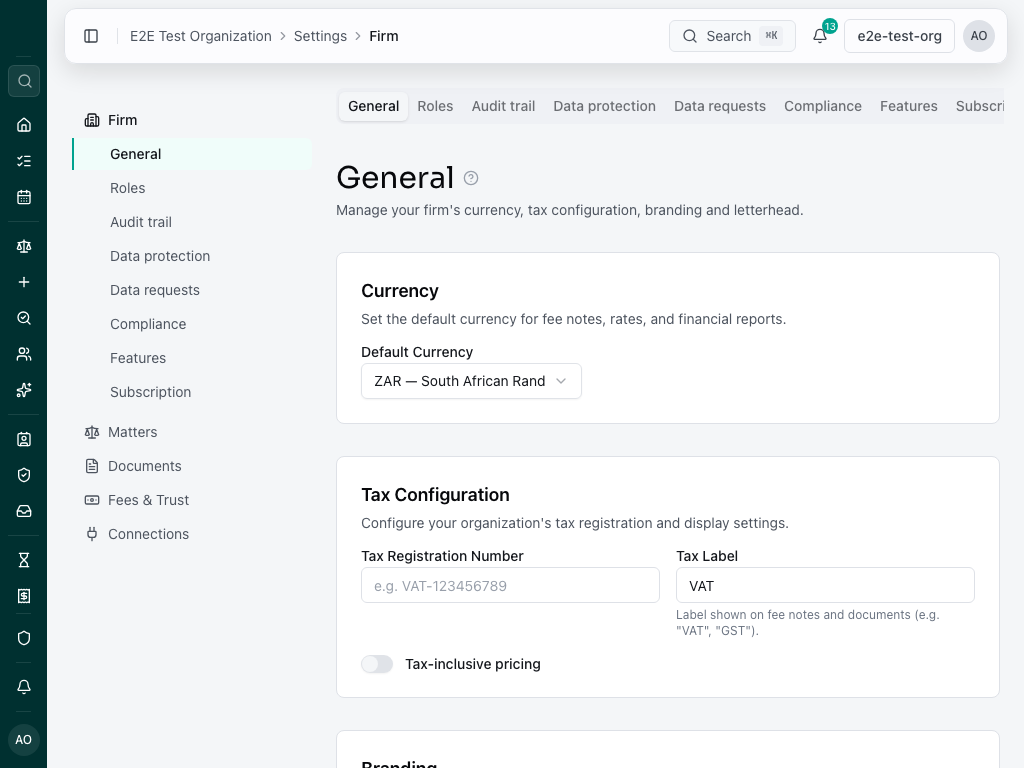 E2E Test Organization > Settings > Firm
Search ⌘K
13
e2e-test-org
AO
Firm
General
Roles
Audit trail
Data protection
Data requests
Compliance
Features
Subscription
Matters
Documents
Fees & Trust
Connections
AO
General Roles Audit trail Data protection Data requests Compliance Features Subscri
General
Manage your firm's currency, tax configuration, branding and letterhead.
Currency
Set the default currency for fee notes, rates, and financial reports.
Default Currency
ZAR — South African Rand
Tax Configuration
Configure your organization's tax registration and display settings.
Tax Registration Number
e.g. VAT-123456789
Tax Label
VAT
Label shown on fee notes and documents (e.g.
"VAT", "GST").
Tax-inclusive pricing
Branding